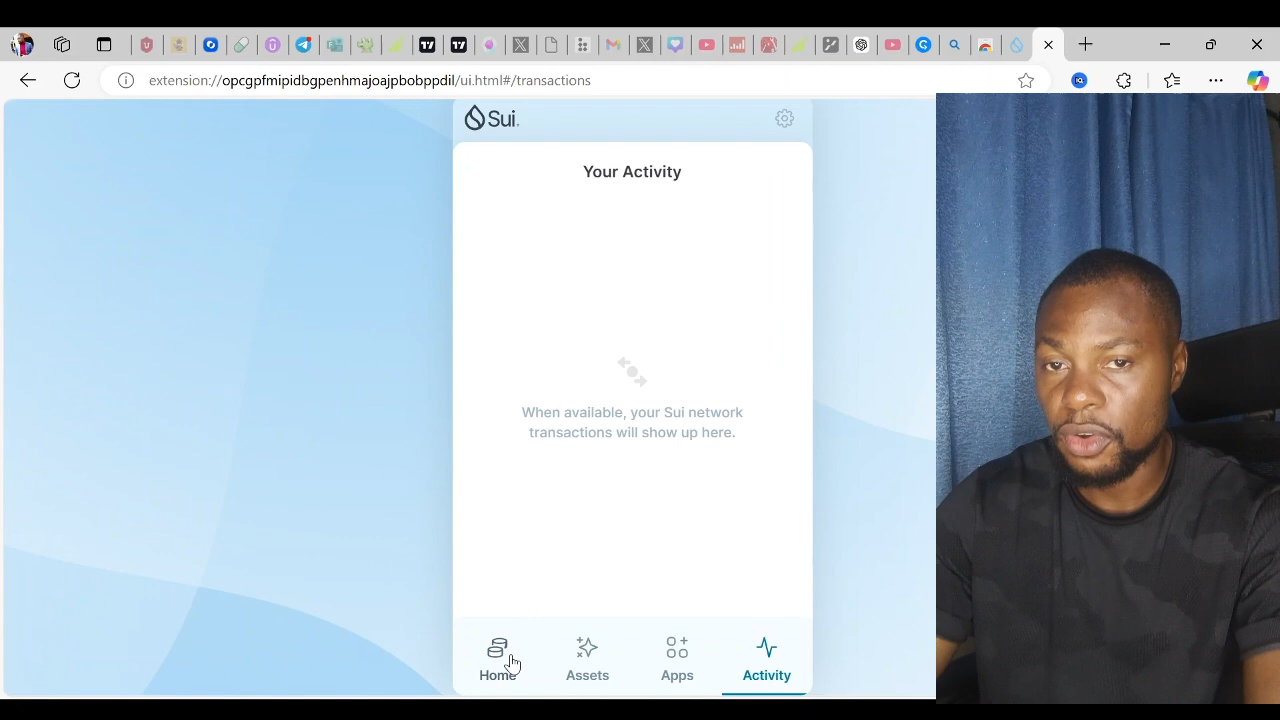 extension://opcgpfmipidbgpenhmajoajpbobppdil/ui.html#/transactions
Sui
Your Activity
When available, your Sui network
transactions will show up here.
Home
Assets
Apps
Activity